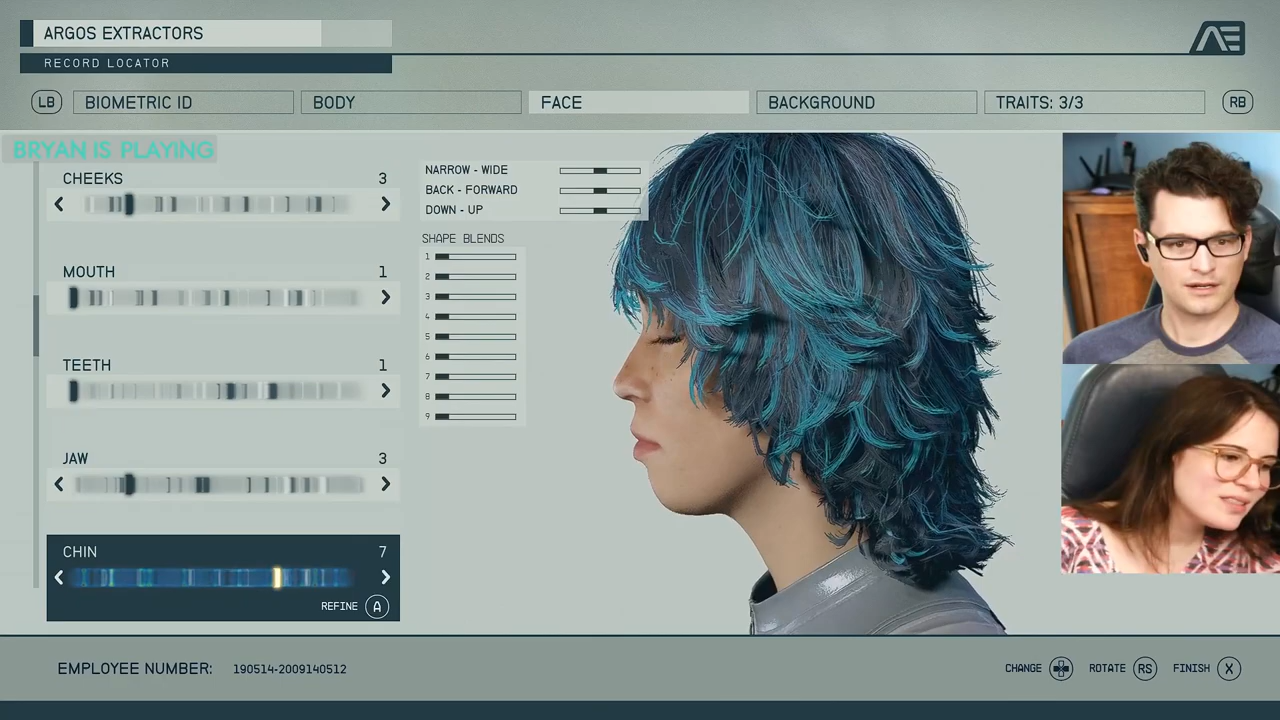 ARGOS EXTRACTORS
RECORD LOCATOR
AE
LB
BIOMETRIC ID
BODY
FACE
BACKGROUND
TRAITS: 3/3
RB
BRYAN IS PLAYING
CHEEKS 3
MOUTH 1
TEETH 1
JAW 3
CHIN 7
REFINE A
NARROW - WIDE
BACK - FORWARD
DOWN - UP
SHAPE BLENDS
1
2
3
4
5
6
7
8
9
EMPLOYEE NUMBER: 190514-2009140512
CHANGE
ROTATE RS
FINISH X